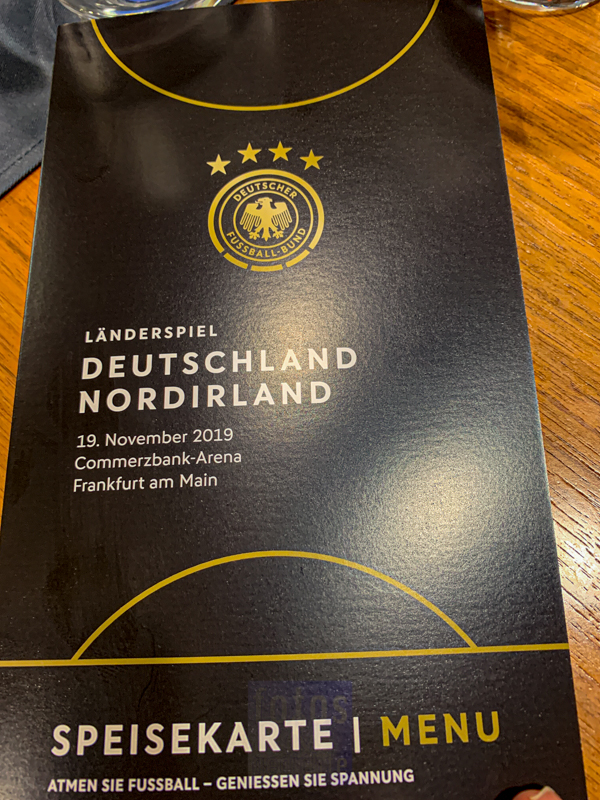 DEUTSCHER
FUSSBALL-BUND
LÄNDERSPIEL
DEUTSCHLAND
NORDIRLAND
19. November 2019
Commerzbank-Arena
Frankfurt am Main
SPEISEKARTE | MENU
ATMEN SIE FUSSBALL – GENIESSEN SIE SPANNUNG